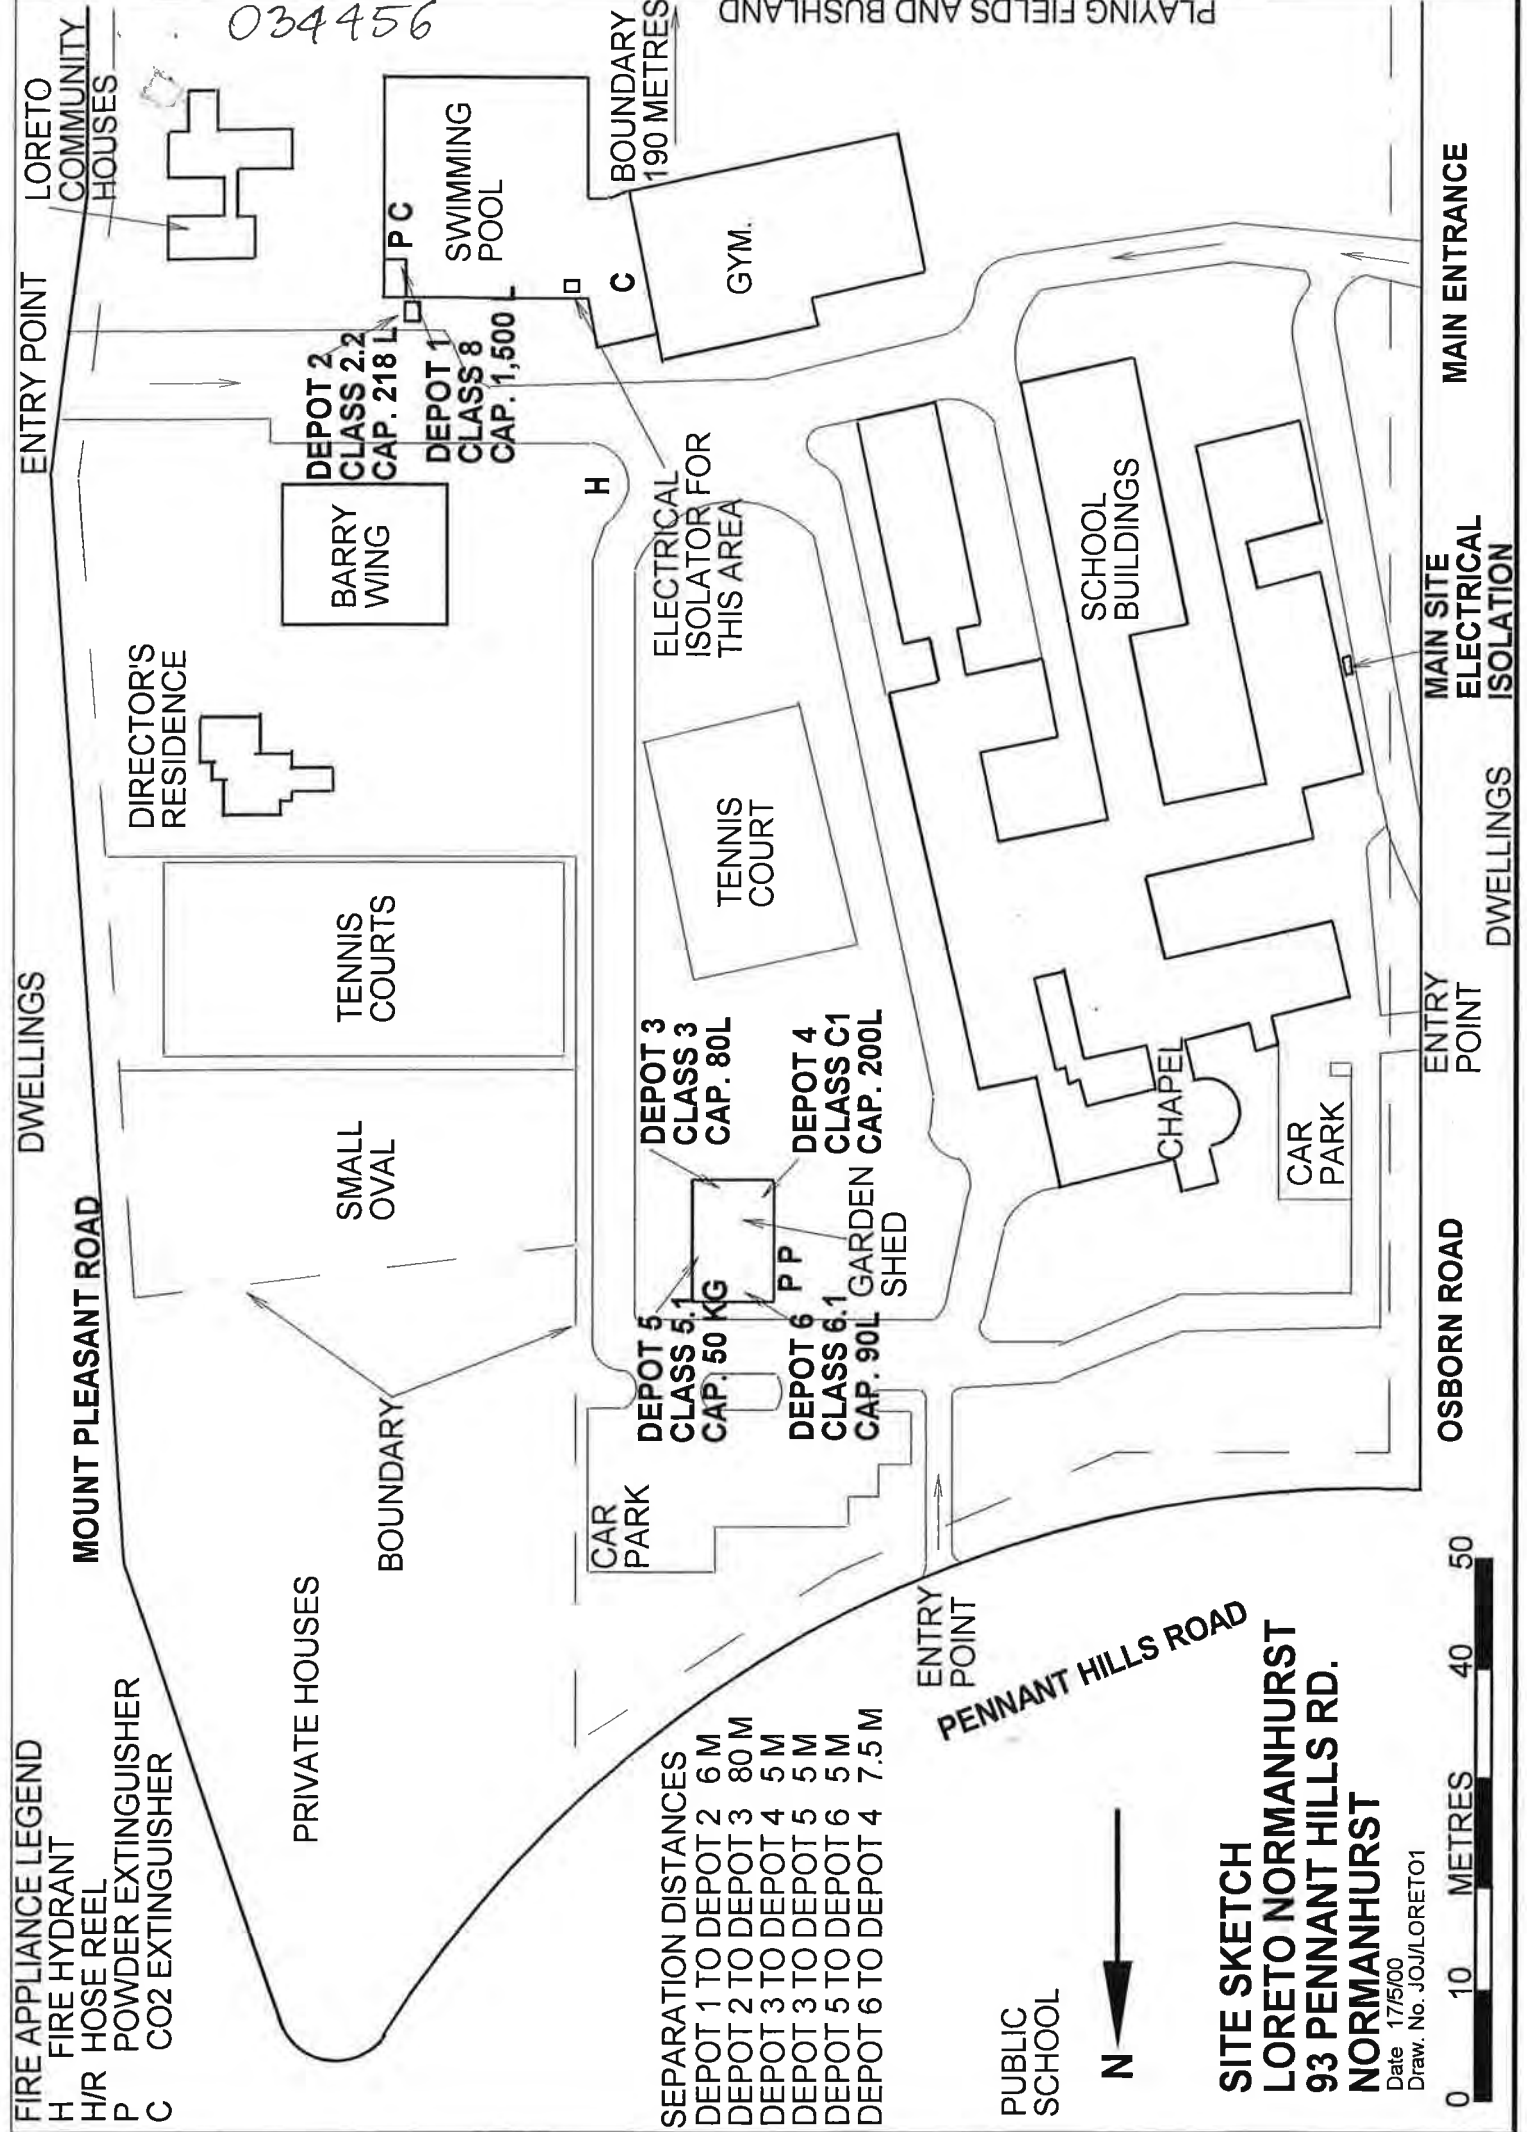 034456
PLAYING FIELDS AND BUSHLAND
LORETO
COMMUNITY
HOUSES
ENTRY POINT
SWIMMING
POOL
P C
BOUNDARY
190 METRES
C
GYM.
DEPOT 2
CLASS 2.2
CAP. 218 L
DEPOT 1
CLASS 8
CAP. 1,500 L
BARRY
WING
H
ELECTRICAL
ISOLATOR FOR
THIS AREA
SCHOOL
BUILDINGS
MAIN ENTRANCE
MAIN SITE
ELECTRICAL
ISOLATION
DIRECTOR'S
RESIDENCE
TENNIS
COURT
TENNIS
COURTS
DWELLINGS
DWELLINGS
SMALL
OVAL
DEPOT 3
CLASS 3
CAP. 80L
DEPOT 4
CLASS C1
CAP. 200L
GARDEN
SHED
P P
DEPOT 5
CLASS 5.1
CAP. 50 KG
DEPOT 6
CLASS 6.1
CAP. 90L
CHAPEL
CAR
PARK
ENTRY
POINT
MOUNT PLEASANT ROAD
BOUNDARY
CAR
PARK
OSBORN ROAD
PRIVATE HOUSES
ENTRY
POINT
PENNANT HILLS ROAD
FIRE APPLIANCE LEGEND
H FIRE HYDRANT
H/R HOSE REEL
P POWDER EXTINGUISHER
C CO2 EXTINGUISHER
SEPARATION DISTANCES
DEPOT 1 TO DEPOT 2 6 M
DEPOT 2 TO DEPOT 3 80 M
DEPOT 3 TO DEPOT 4 5 M
DEPOT 3 TO DEPOT 5 5 M
DEPOT 5 TO DEPOT 6 5 M
DEPOT 6 TO DEPOT 4 7.5 M
PUBLIC
SCHOOL
N
SITE SKETCH
LORETO NORMANHURST
93 PENNANT HILLS RD.
NORMANHURST
Date 17/5/00
Draw. No. JOJ/LORETO1
0 10 METRES 40 50